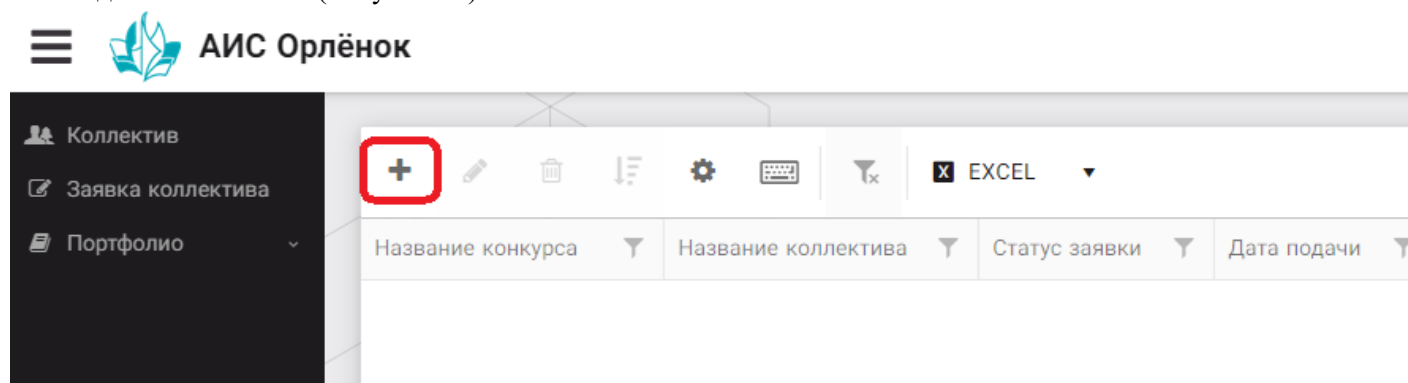 АИС Орлёнок
Коллектив
Заявка коллектива
Портфолио
X EXCEL
Название конкурса
Название коллектива
Статус заявки
Дата подачи